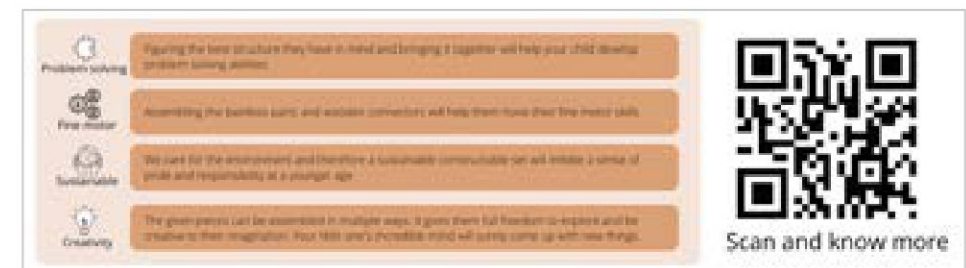 Problem solving
Figuring the best structure they have in mind and bringing it together will help your child develop
problem solving abilities
Fine motor
Assembling the bamboo parts and wooden connectors will help them hone their fine motor skills
Sustainable
We care for the environment and therefore a sustainable constructable set will imbibe a sense of
pride and responsibility at a younger age
Creativity
The given pieces can be assembled in multiple ways. It gives them full freedom to explore and be
creative to their imagination. Your little one's incredible mind will surely come up with new things.
Scan and know more